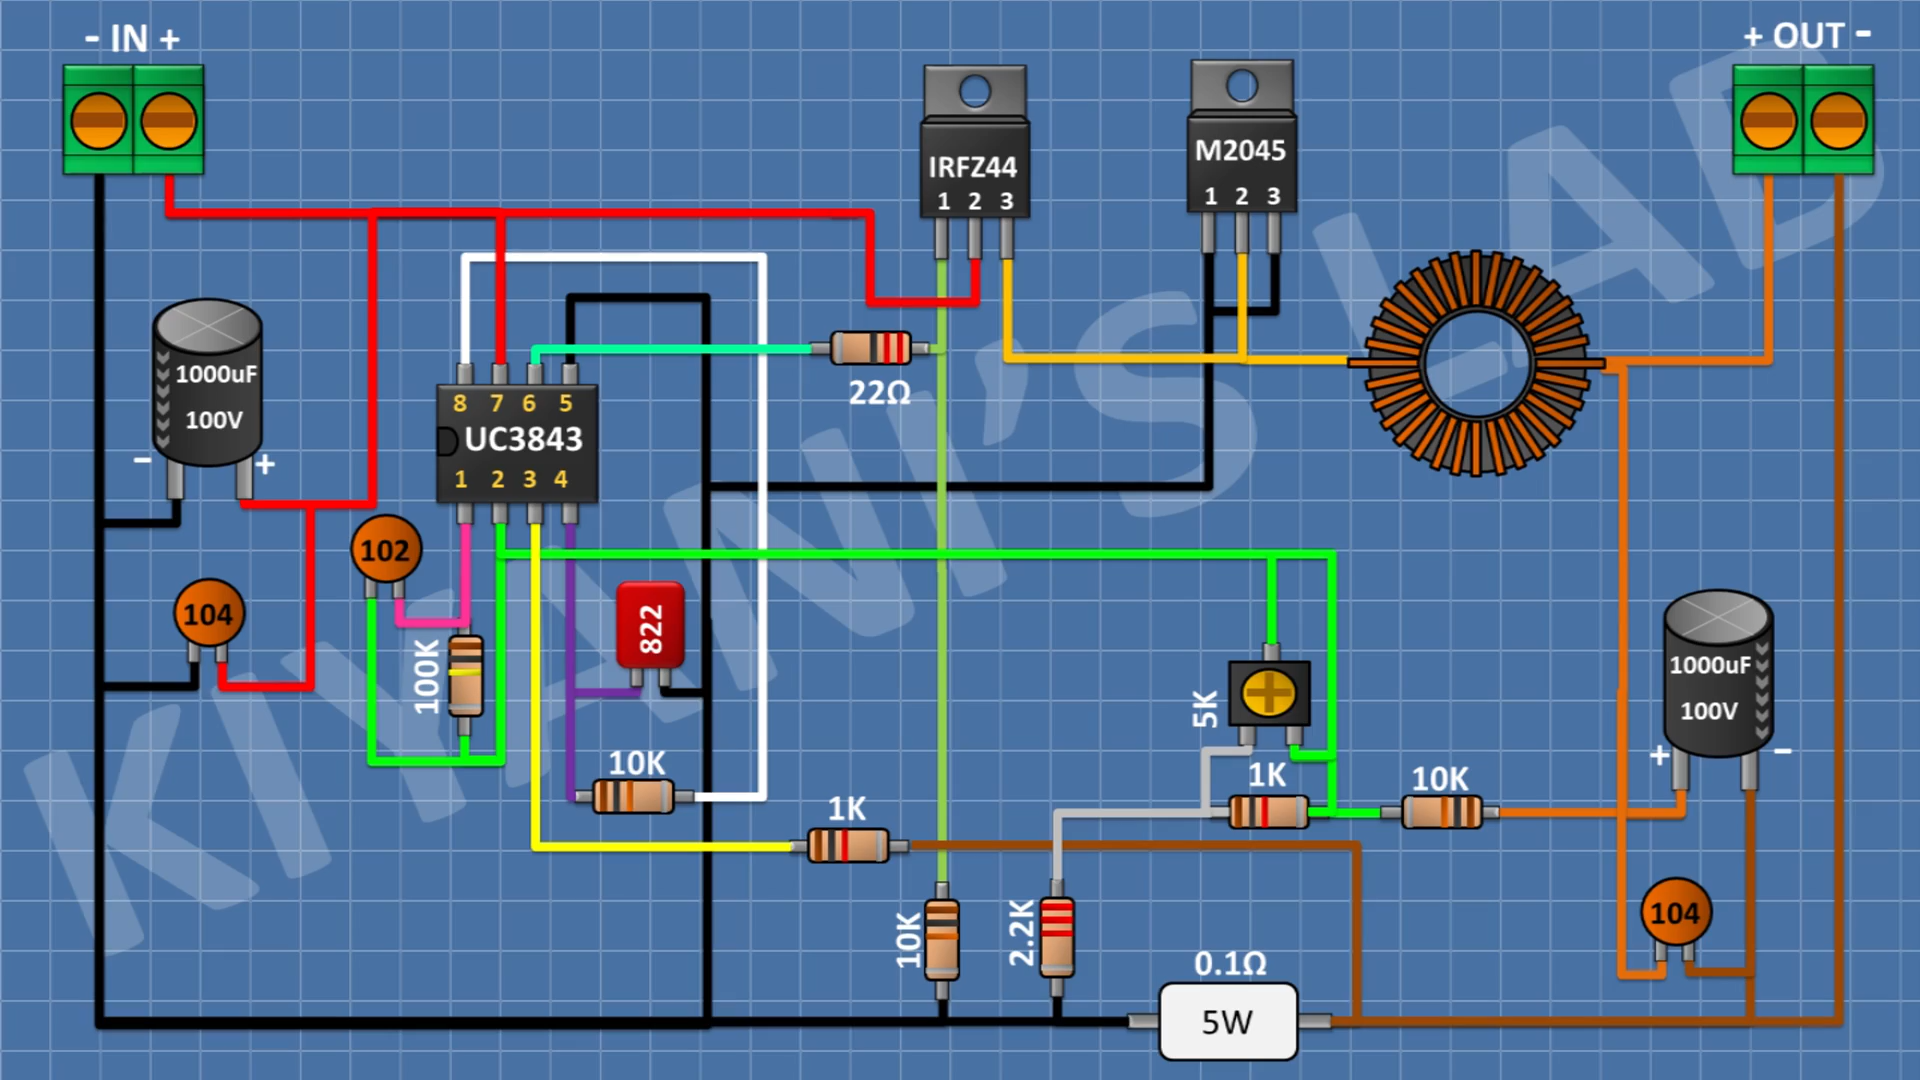 - IN +
+ OUT -
IRFZ44
1 2 3
M2045
1 2 3
1000uF
100V
- +
22Ω
8 7 6 5
UC3843
1 2 3 4
102
104
100K
822
10K
1K
5K
1K
10K
1000uF
100V
+ -
104
10K
2.2K
0.1Ω
5W
KIYANI'S LAB